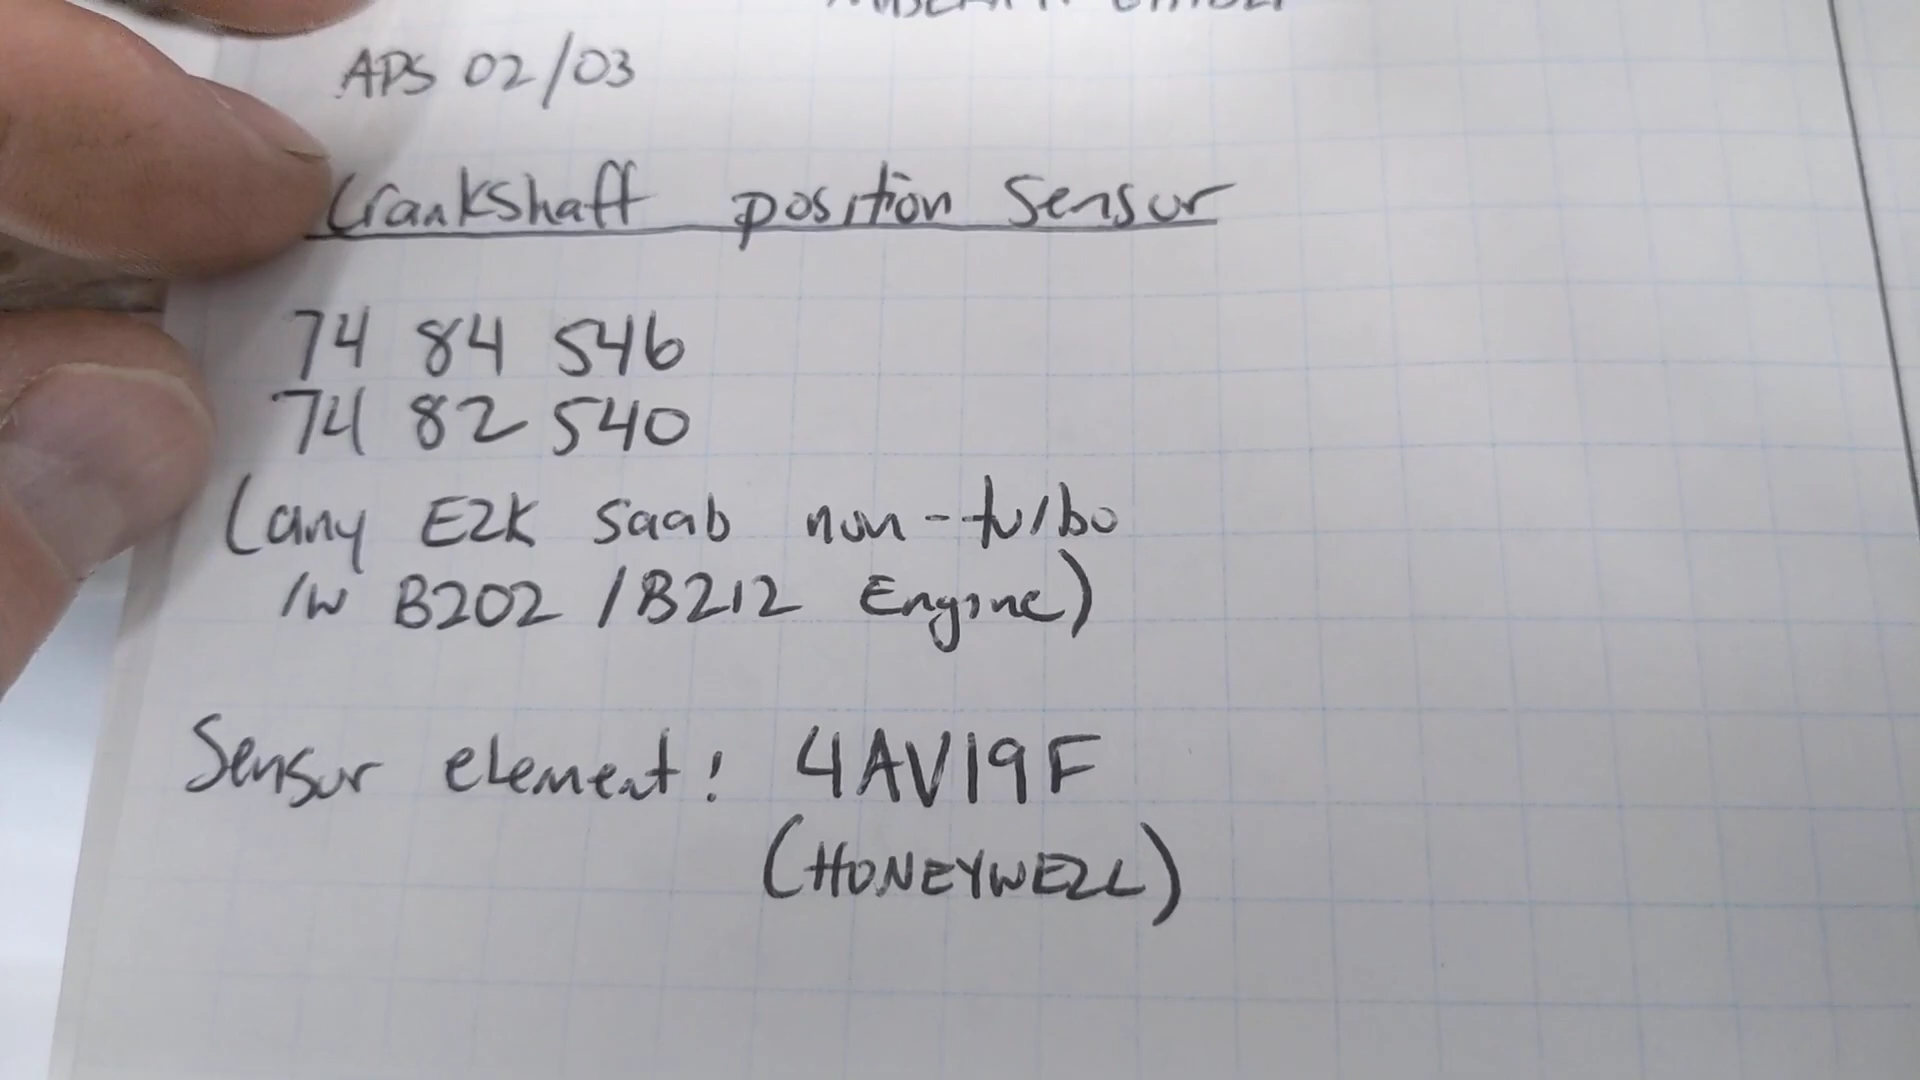 APS 02/03
Crankshaft position Sensor
74 84 546
74 82 540
(any EZK Saab non-turbo
/w B202 /B212 Engine)
Sensor element: 4AV19F
(HONEYWELL)